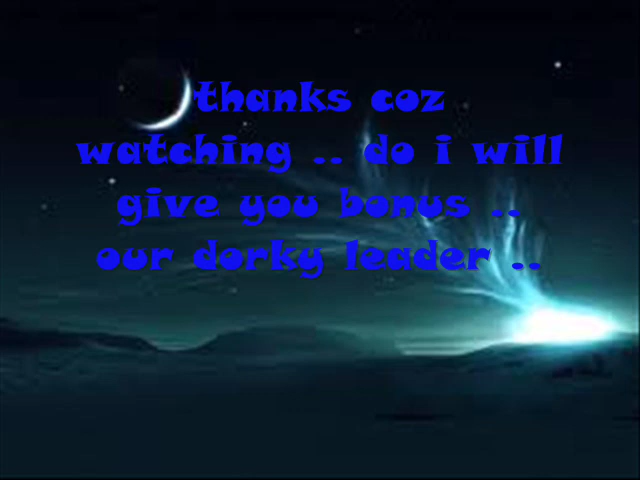 thanks coz
watching .. do i will
give you bonus ..
our dorky leader ..